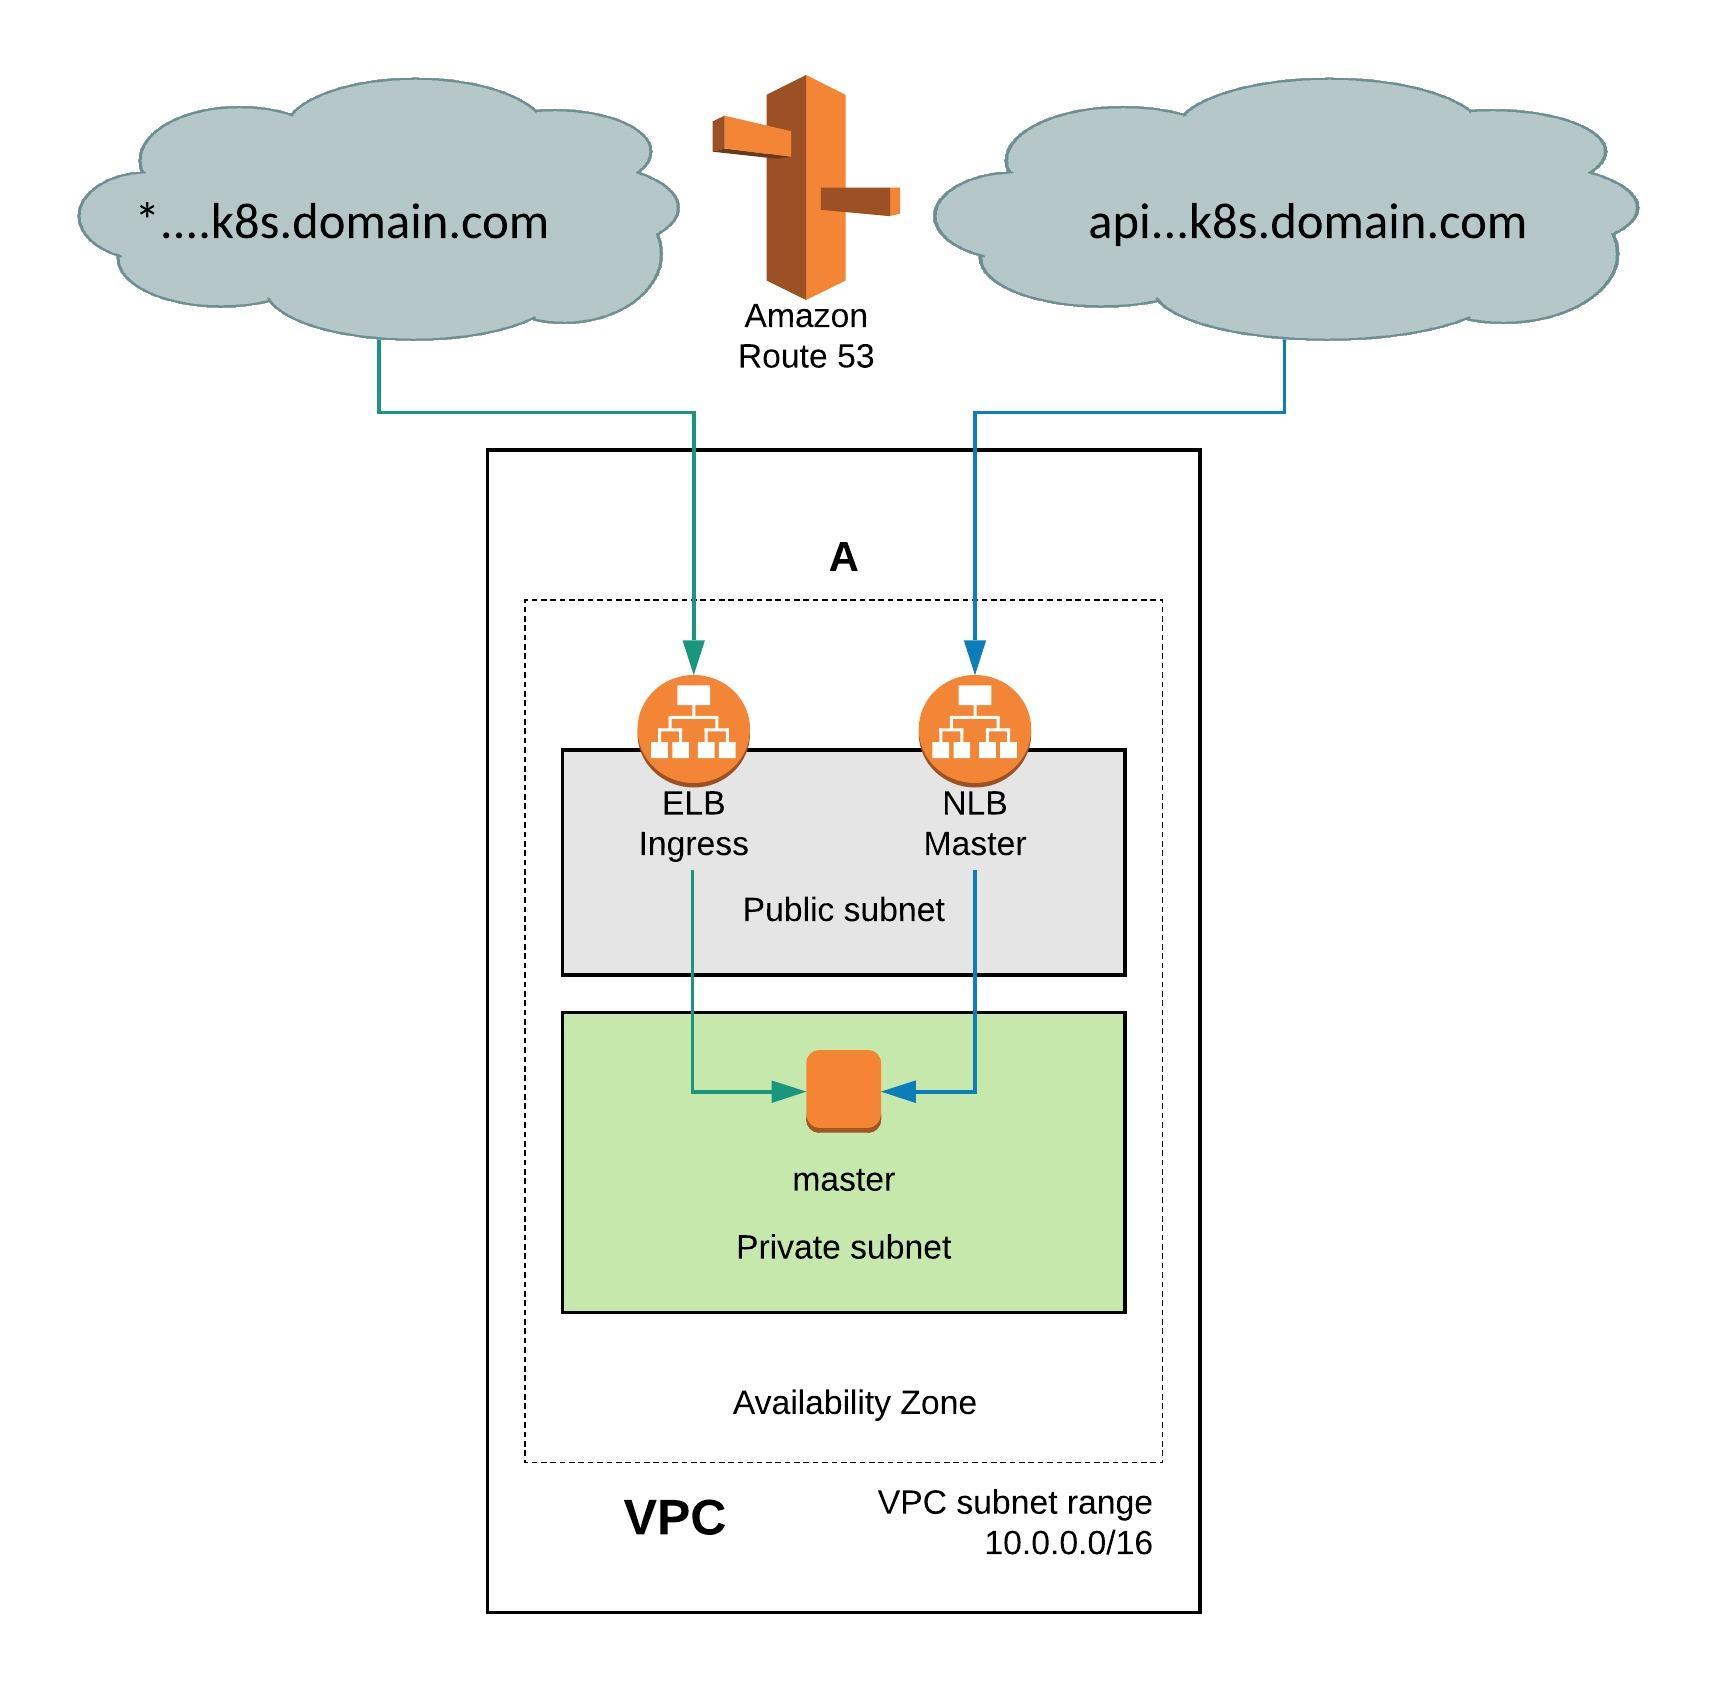 * ....k8s.domain.com
api...k8s.domain.com
Amazon
Route 53
A
ELB
Ingress
NLB
Master
Public subnet
master
Private subnet
Availability Zone
VPC
VPC subnet range
10.0.0.0/16